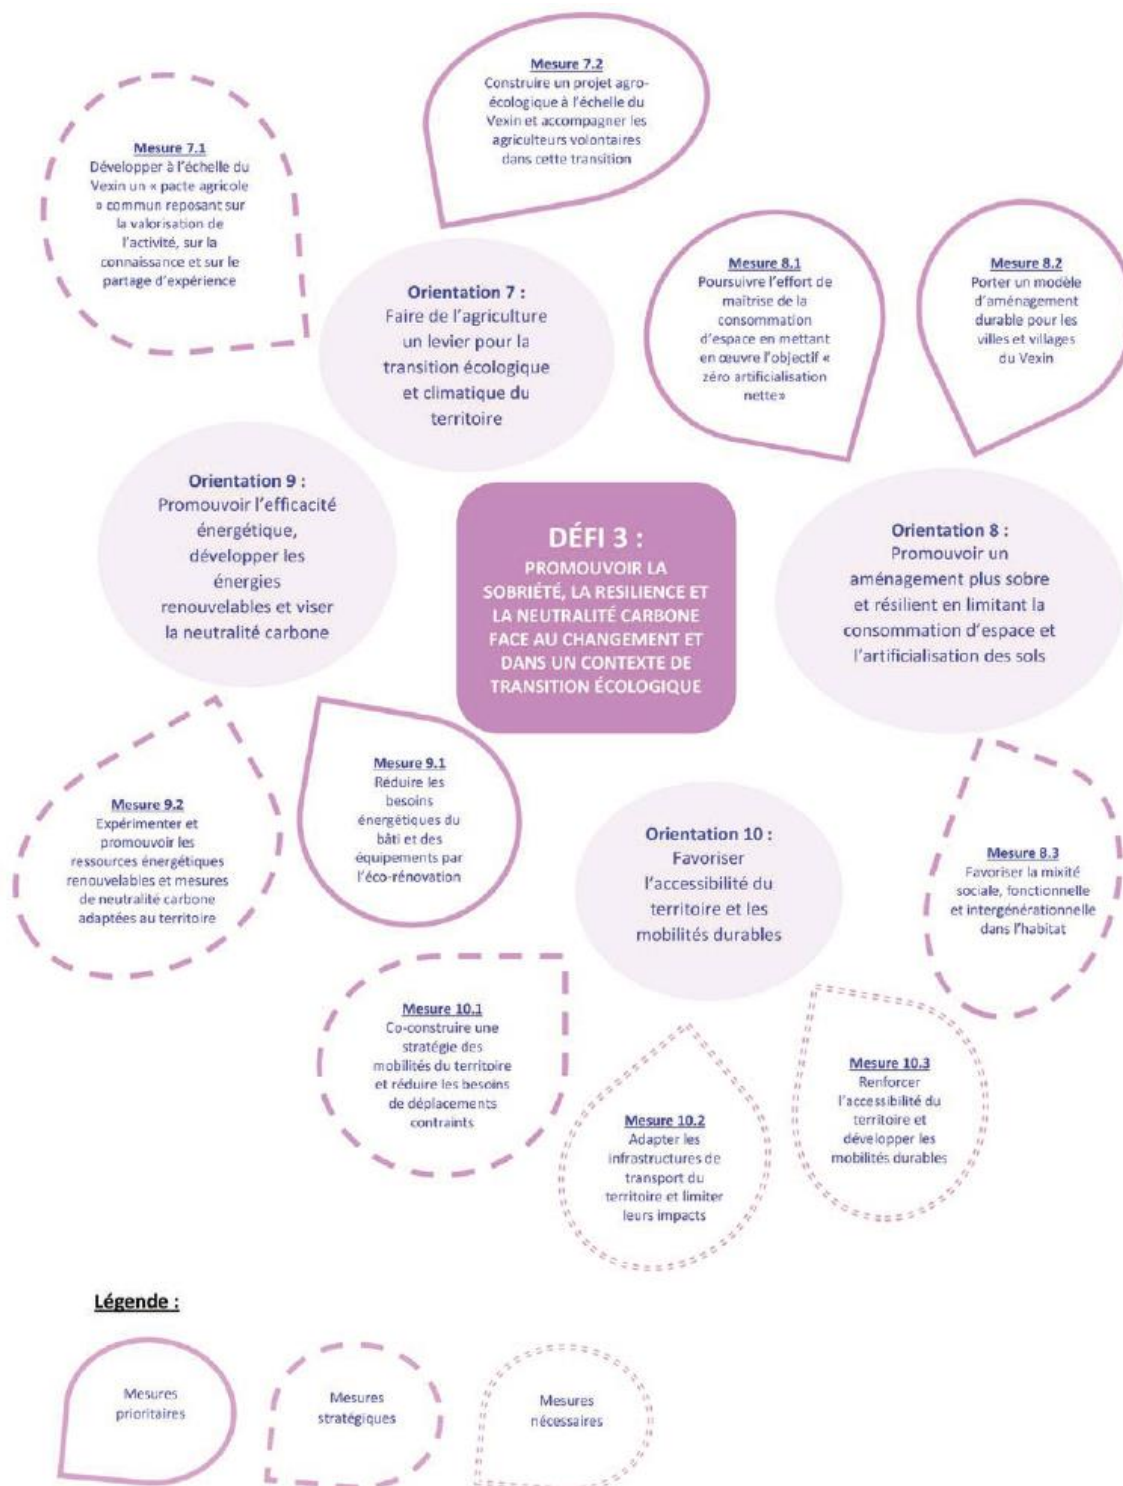 Mesure 7.2
Construire un projet agro-
écologique à l'échelle du
Vexin et accompagner les
agriculteurs volontaires
dans cette transition
Mesure 7.1
Développer à l'échelle du
Vexin un « pacte agricole
» commun reposant sur
la valorisation de
l'activité, sur la
connaissance et sur le
partage d'expérience
Mesure 8.1
Poursuivre l'effort de
maîtrise de la
consommation
d'espace en mettant
en œuvre l'objectif «
zéro artificialisation
nette»
Mesure 8.2
Porter un modèle
d'aménagement
durable pour les
villes et villages
du Vexin
Orientation 7 :
Faire de l'agriculture
un levier pour la
transition écologique
et climatique du
territoire
Orientation 9 :
Promouvoir l'efficacité
énergétique,
développer les
énergies
renouvelables et viser
la neutralité carbone
DÉFI 3 :
PROMOUVOIR LA
SOBRIÉTÉ, LA RESILIENCE ET
LA NEUTRALITÉ CARBONE
FACE AU CHANGEMENT ET
DANS UN CONTEXTE DE
TRANSITION ÉCOLOGIQUE
Orientation 8 :
Promouvoir un
aménagement plus sobre
et résilient en limitant la
consommation d'espace et
l'artificialisation des sols
Mesure 9.1
Réduire les
besoins
énergétiques du
bâti et des
équipements par
l'éco-rénovation
Mesure 9.2
Expérimenter et
promouvoir les
ressources énergétiques
renouvelables et mesures
de neutralité carbone
adaptées au territoire
Orientation 10 :
Favoriser
l'accessibilité du
territoire et les
mobilités durables
Mesure 8.3
Favoriser la mixité
sociale, fonctionnelle
et intergénérationnelle
dans l'habitat
Mesure 10.1
Co-construire une
stratégie des
mobilités du territoire
et réduire les besoins
de déplacements
contraints
Mesure 10.2
Adapter les
infrastructures de
transport du
territoire et limiter
leurs impacts
Mesure 10.3
Renforcer
l'accessibilité du
territoire et
développer les
mobilités durables
Légende :
Mesures
prioritaires
Mesures
stratégiques
Mesures
nécessaires